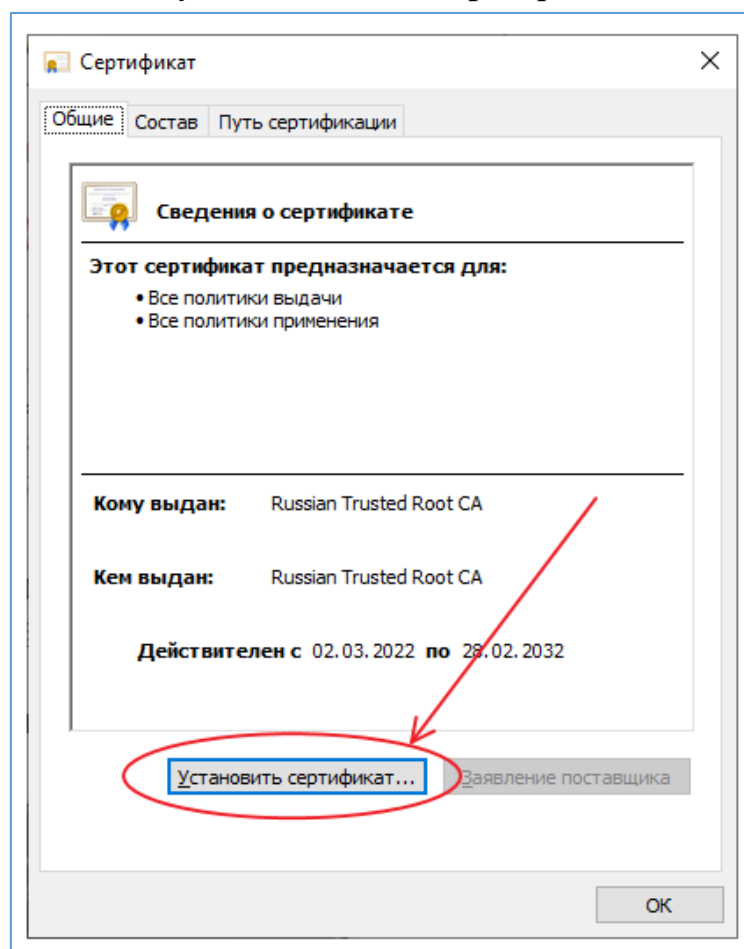 Сертификат
Общие Состав Путь сертификации
Сведения о сертификате
Этот сертификат предназначается для:
• Все политики выдачи
• Все политики применения
Кому выдан: Russian Trusted Root CA
Кем выдан: Russian Trusted Root CA
Действителен с 02.03.2022 по 28.02.2032
Установить сертификат... Заявление поставщика
ОК